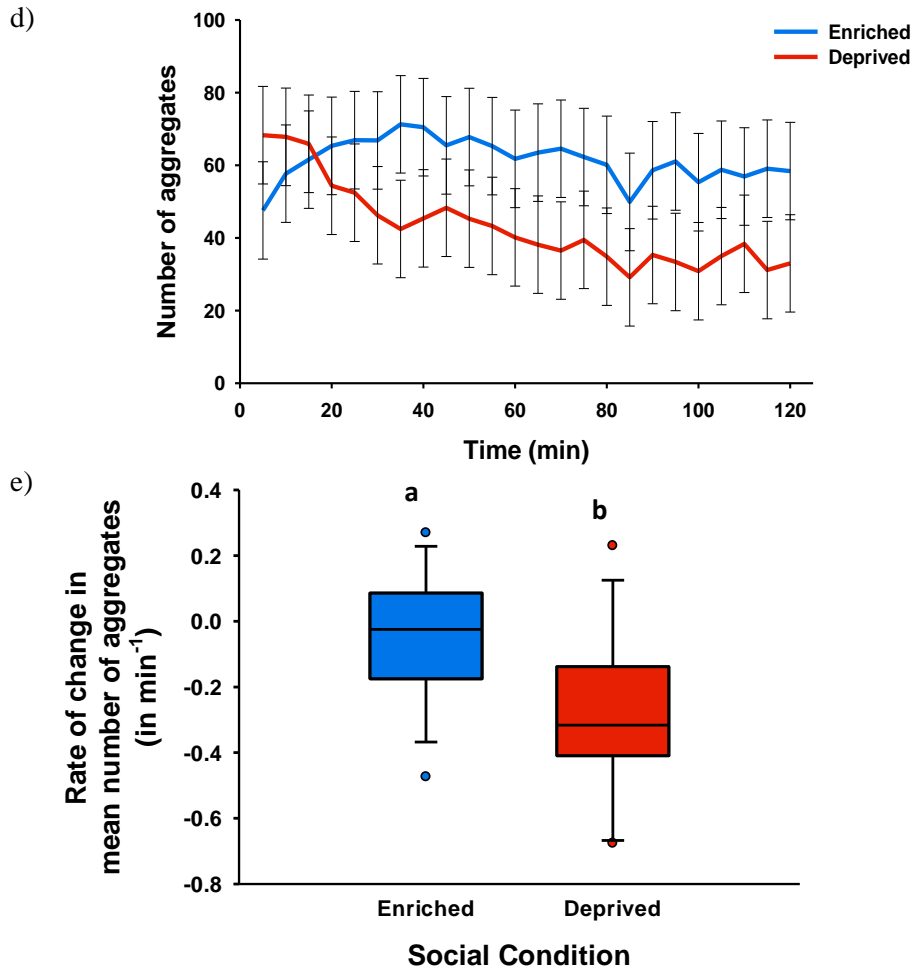 d)
100
80
60
40
20
0
Number of aggregates
Enriched
Deprived
0 20 40 60 80 100 120
Time (min)
e)
0.4
0.2
0.0
-0.2
-0.4
-0.6
-0.8
Rate of change in
mean number of aggregates
(in min⁻¹)
a
b
Enriched Deprived
Social Condition